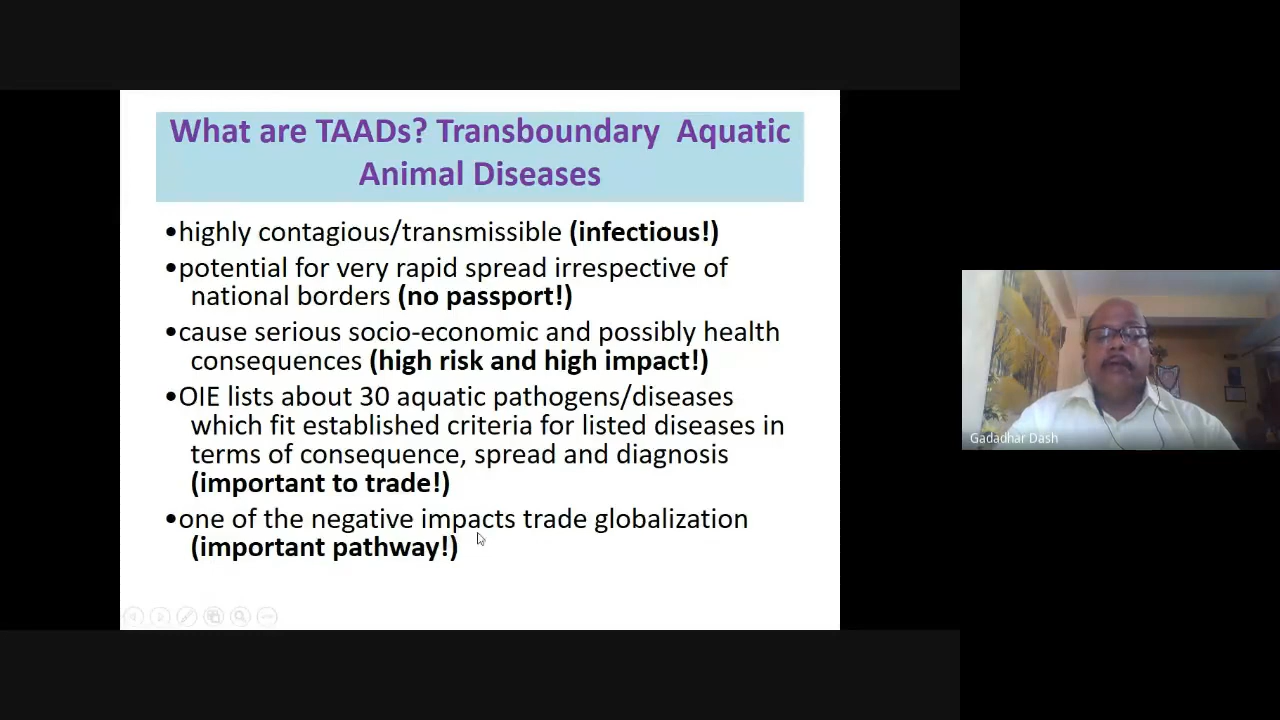 What are TAADs? Transboundary Aquatic
Animal Diseases
•highly contagious/transmissible (infectious!)
•potential for very rapid spread irrespective of
national borders (no passport!)
•cause serious socio-economic and possibly health
consequences (high risk and high impact!)
•OIE lists about 30 aquatic pathogens/diseases
which fit established criteria for listed diseases in
terms of consequence, spread and diagnosis
(important to trade!)
•one of the negative impacts trade globalization
(important pathway!)
Gadadhar Dash